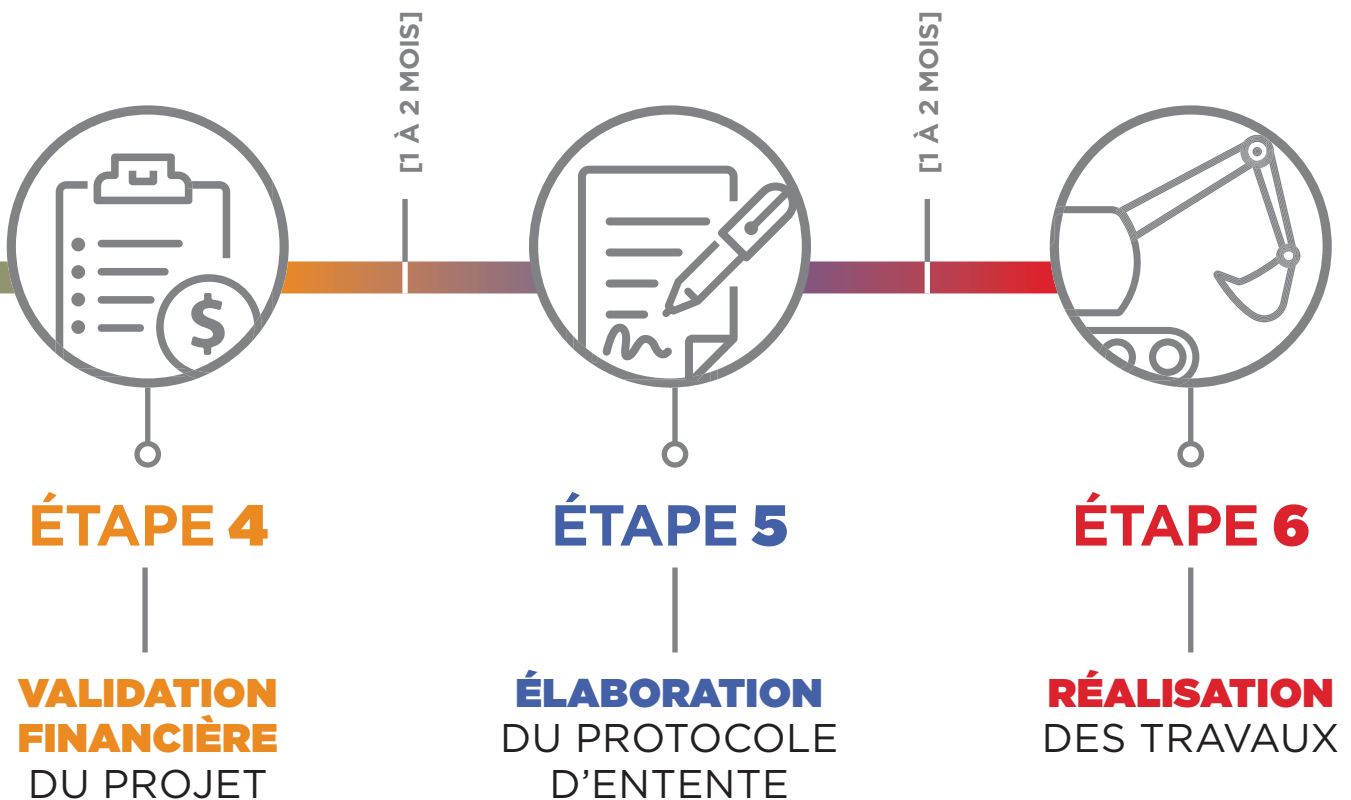 [1 À 2 MOIS]
[1 À 2 MOIS]
$
ÉTAPE 4
VALIDATION
FINANCIÈRE
DU PROJET
ÉTAPE 5
ÉLABORATION
DU PROTOCOLE
D'ENTENTE
ÉTAPE 6
RÉALISATION
DES TRAVAUX